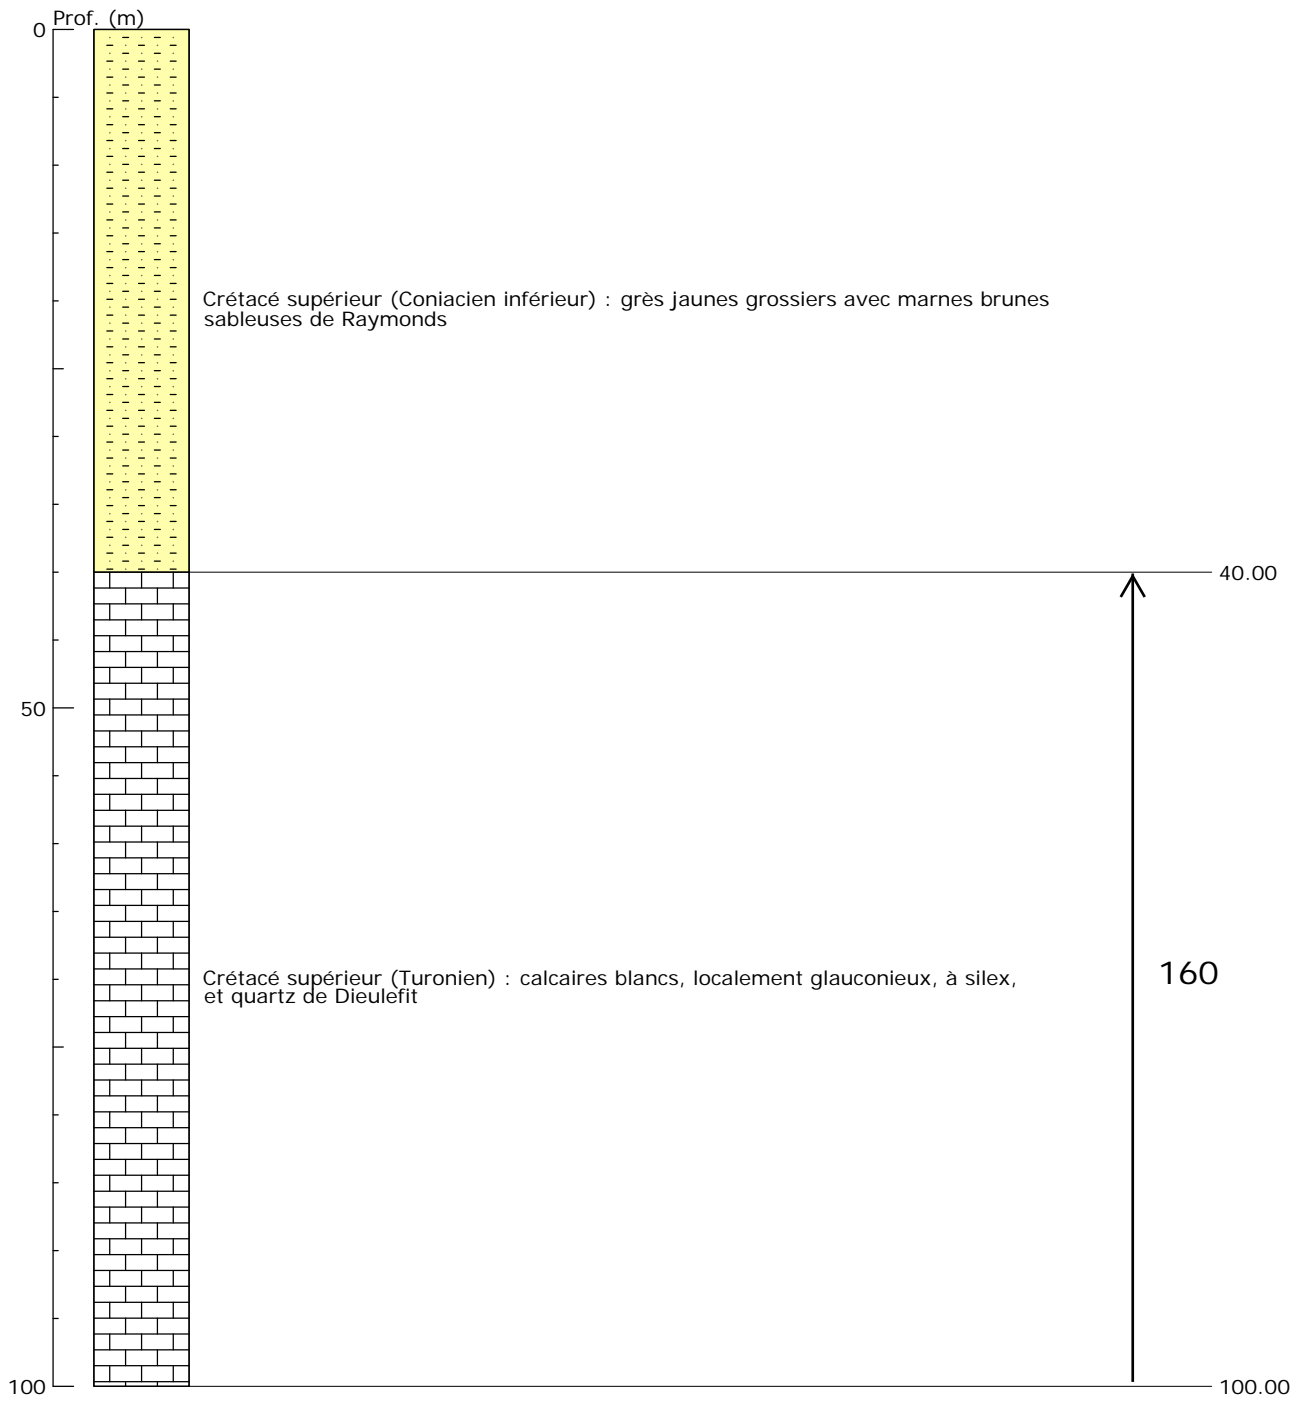 Prof. (m)
0
Crétacé supérieur (Coniacien inférieur) : grès jaunes grossiers avec marnes brunes
sableuses de Raymonds
40.00
50
160
Crétacé supérieur (Turonien) : calcaires blancs, localement glauconieux, à silex,
et quartz de Dieulefit
100
100.00